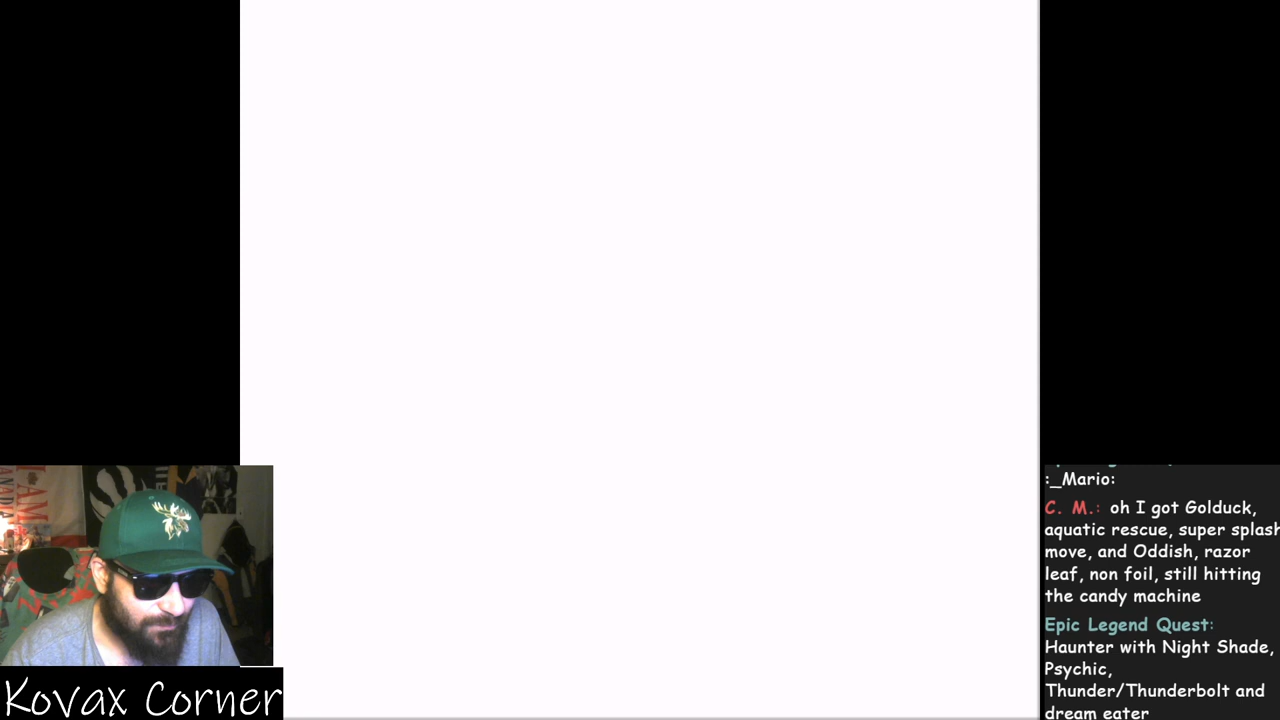 :_Mario:
C. M.: oh I got Golduck,
aquatic rescue, super splash
move, and Oddish, razor
leaf, non foil, still hitting
the candy machine
Epic Legend Quest:
Haunter with Night Shade,
Psychic,
Thunder/Thunderbolt and
dream eater
Kovax Corner